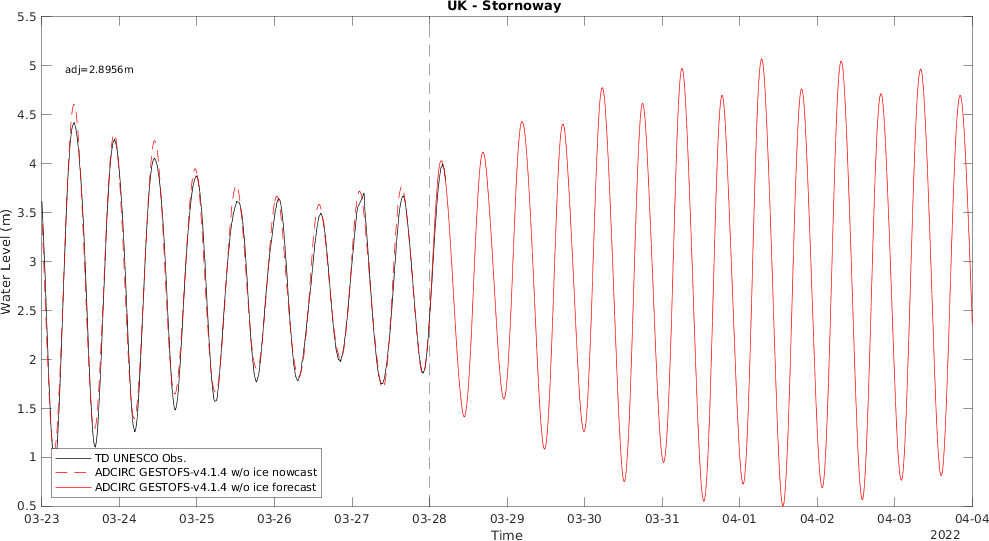 UK - Stornoway
adj=2.8956m
5.5
5
4.5
4
3.5
3
2.5
2
1.5
1
0.5
Water Level (m)
TD UNESCO Obs.
ADCIRC GESTOFS-v4.1.4 w/o ice nowcast
ADCIRC GESTOFS-v4.1.4 w/o ice forecast
03-23 03-24 03-25 03-26 03-27 03-28 03-29 03-30 03-31 04-01 04-02 04-03 04-04
Time
2022